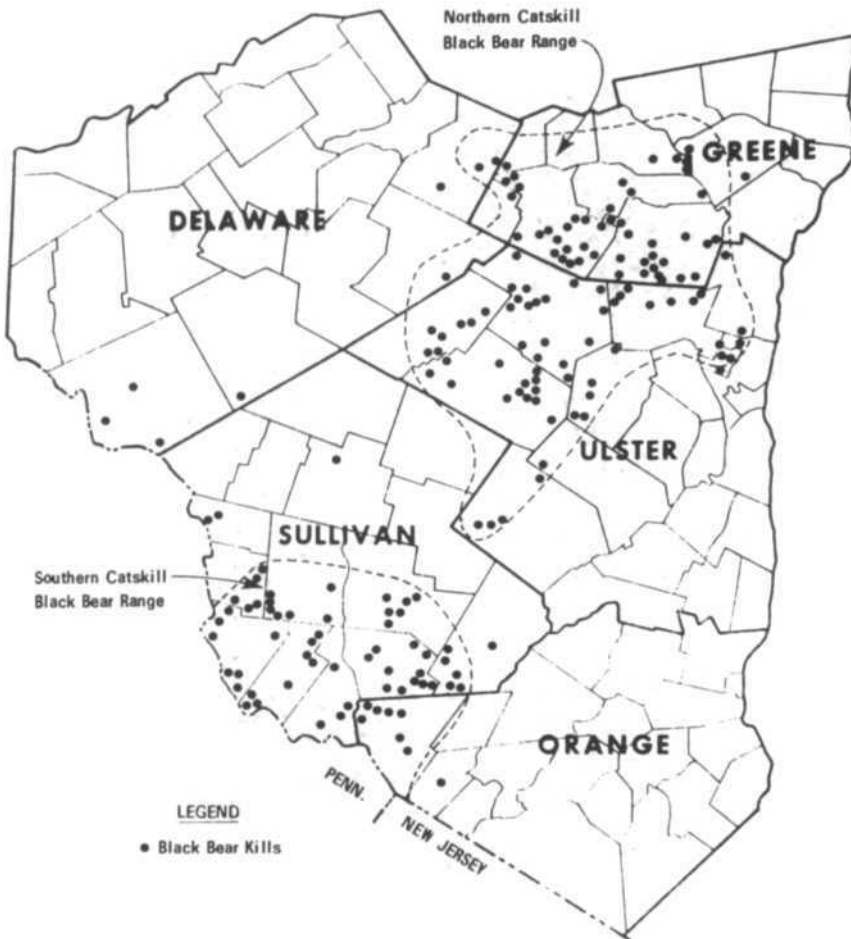 Northern Catskill
Black Bear Range
GREENE
DELAWARE
ULSTER
SULLIVAN
Southern Catskill
Black Bear Range
ORANGE
PENN.
NEW JERSEY
LEGEND
● Black Bear Kills